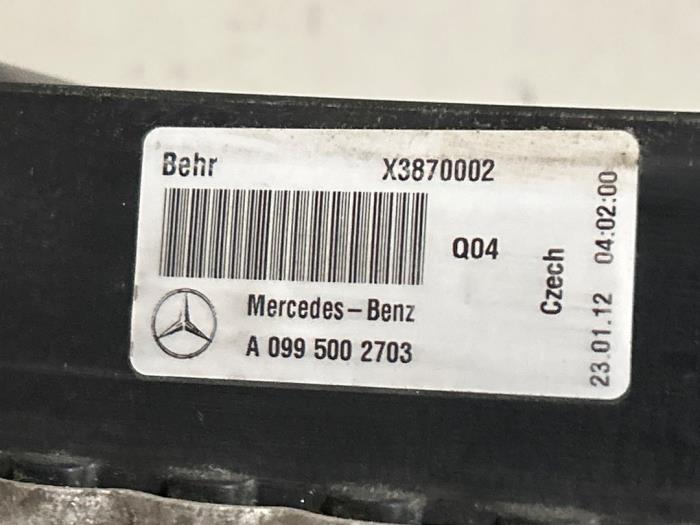 Behr X3870002
Q04
Mercedes-Benz
A 099 500 2703
Czech
23.01.12 04:02:00